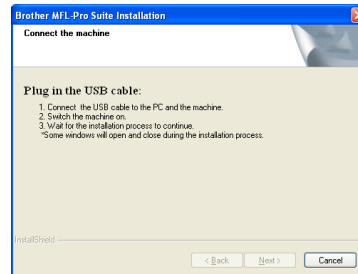 Brother MFL-Pro Suite Installation
Connect the machine
Plug in the USB cable:
1. Connect the USB cable to the PC and the machine.
2. Switch the machine on.
3. Wait for the installation process to continue.
*Some windows will open and close during the installation process.
InstallShield
< Back Next > Cancel